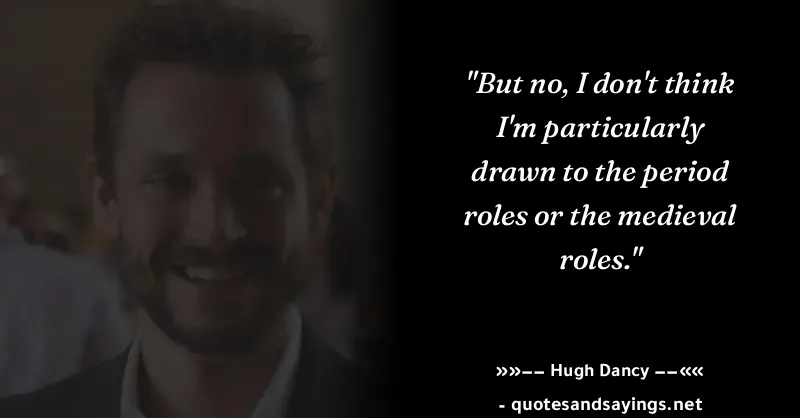 "But no, I don't think
I'm particularly
drawn to the period
roles or the medieval
roles."
»»−− Hugh Dancy −−««
- quotesandsayings.net